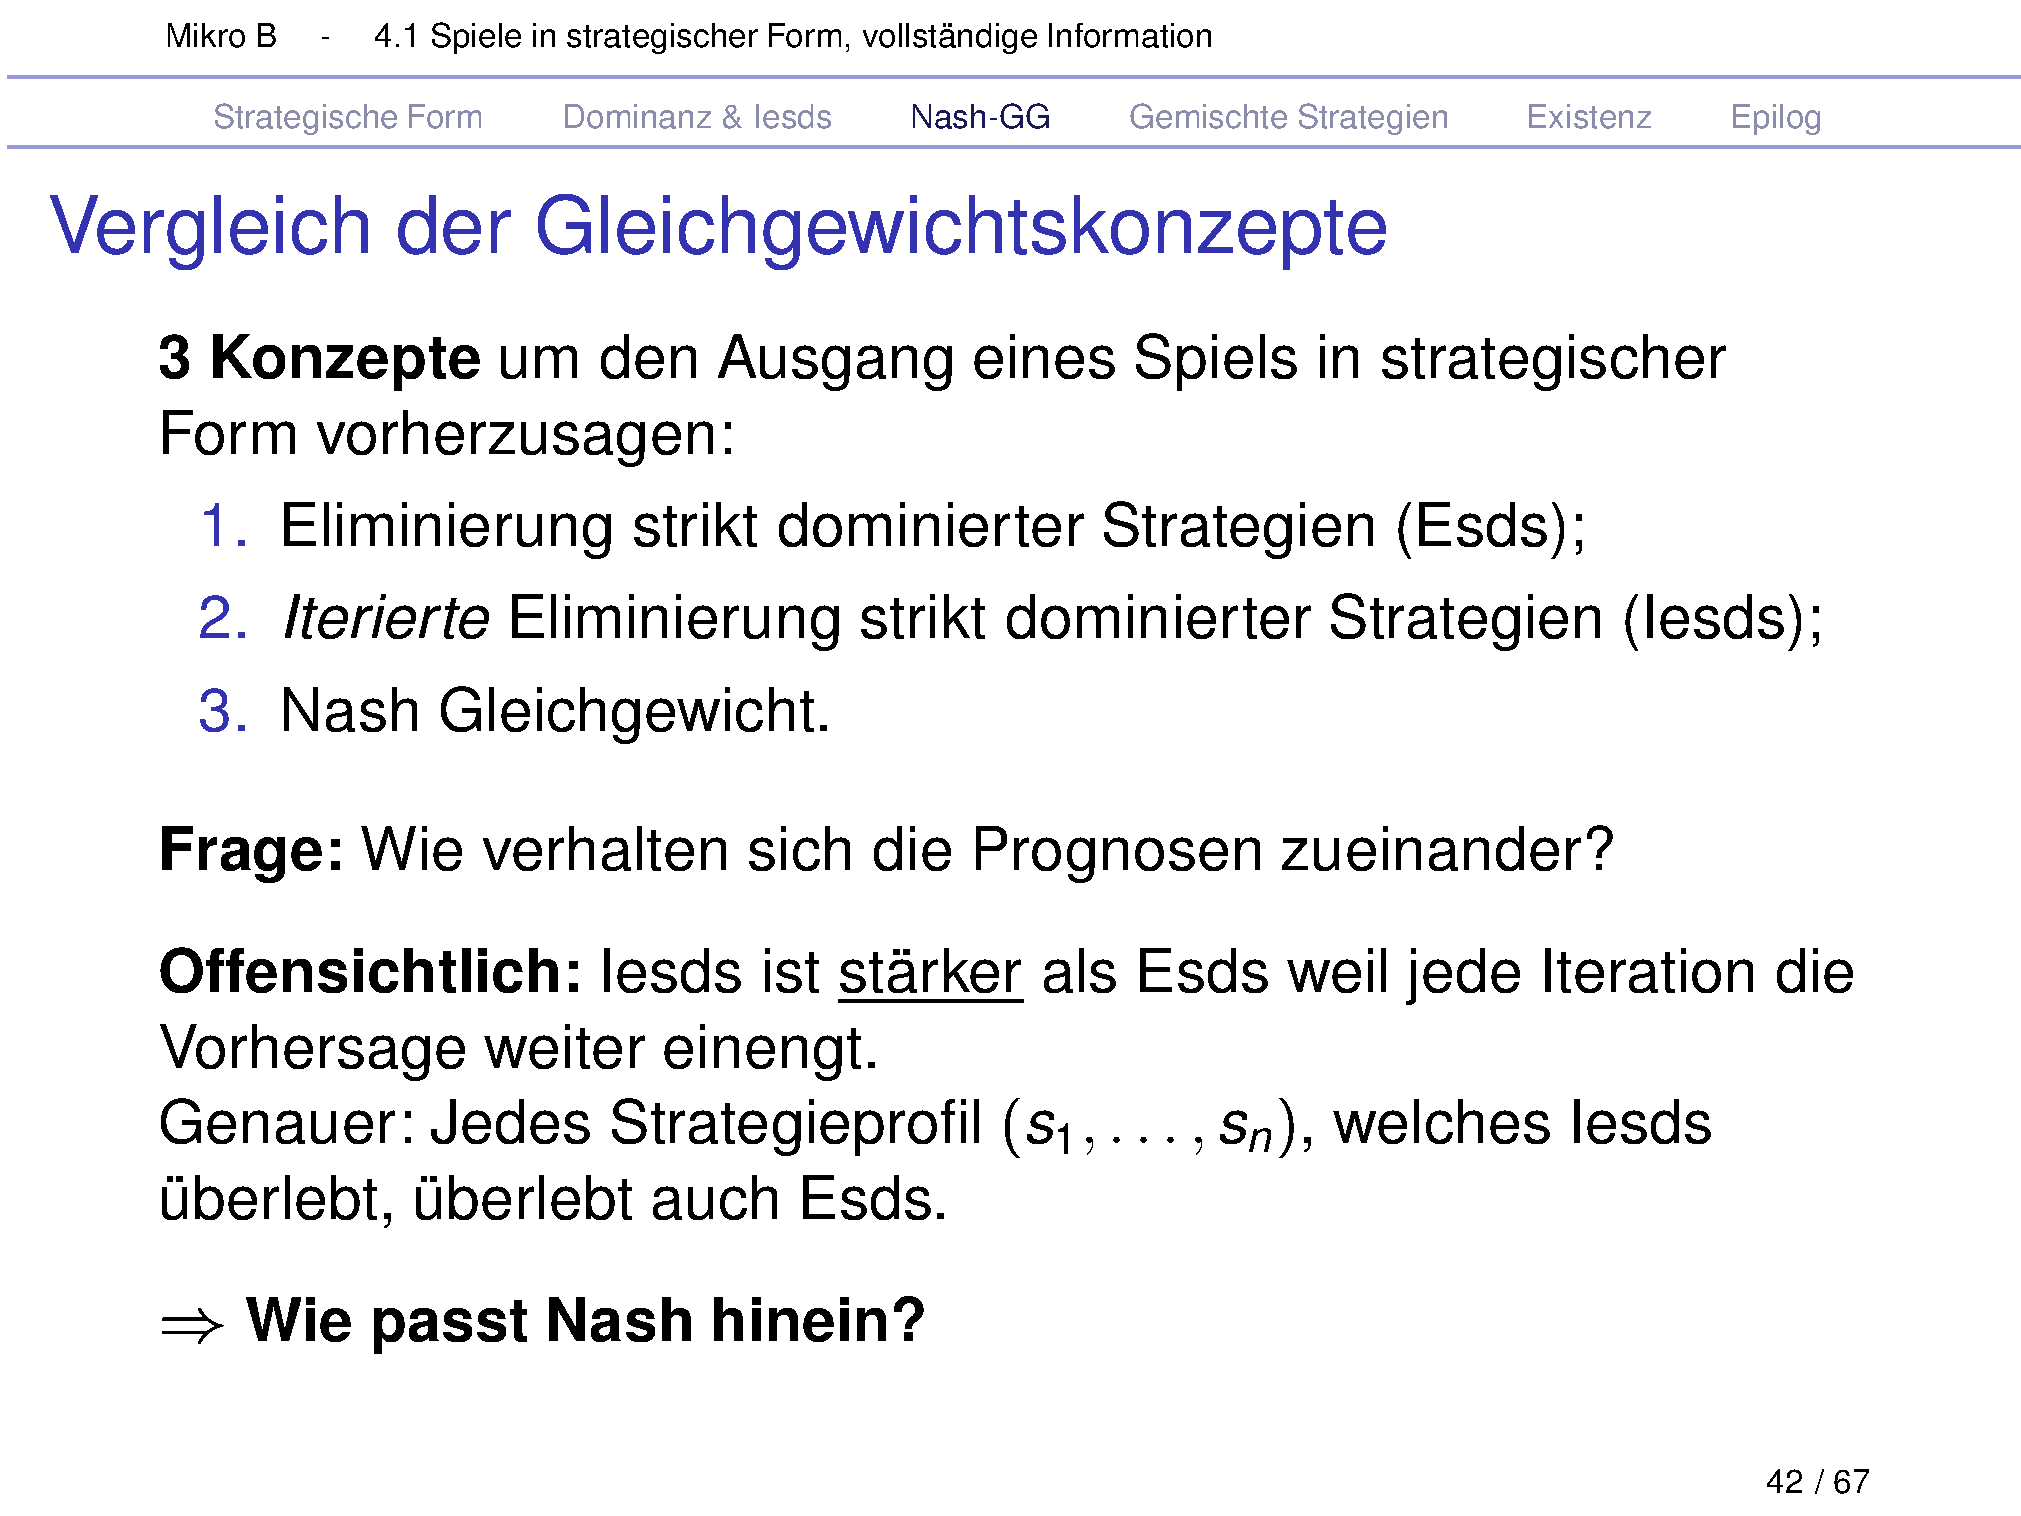 Mikro B - 4.1 Spiele in strategischer Form, vollständige Information
Strategische Form Dominanz & Iesds Nash-GG Gemischte Strategien Existenz Epilog
Vergleich der Gleichgewichtskonzepte
3 Konzepte um den Ausgang eines Spiels in strategischer
Form vorherzusagen:
1. Eliminierung strikt dominierter Strategien (Esds);
2. Iterierte Eliminierung strikt dominierter Strategien (Iesds);
3. Nash Gleichgewicht.
Frage: Wie verhalten sich die Prognosen zueinander?
Offensichtlich: Iesds ist stärker als Esds weil jede Iteration die
Vorhersage weiter einengt.
Genauer: Jedes Strategieprofil (s₁, . . . , sₙ), welches Iesds
überlebt, überlebt auch Esds.
⇒ Wie passt Nash hinein?
42 / 67